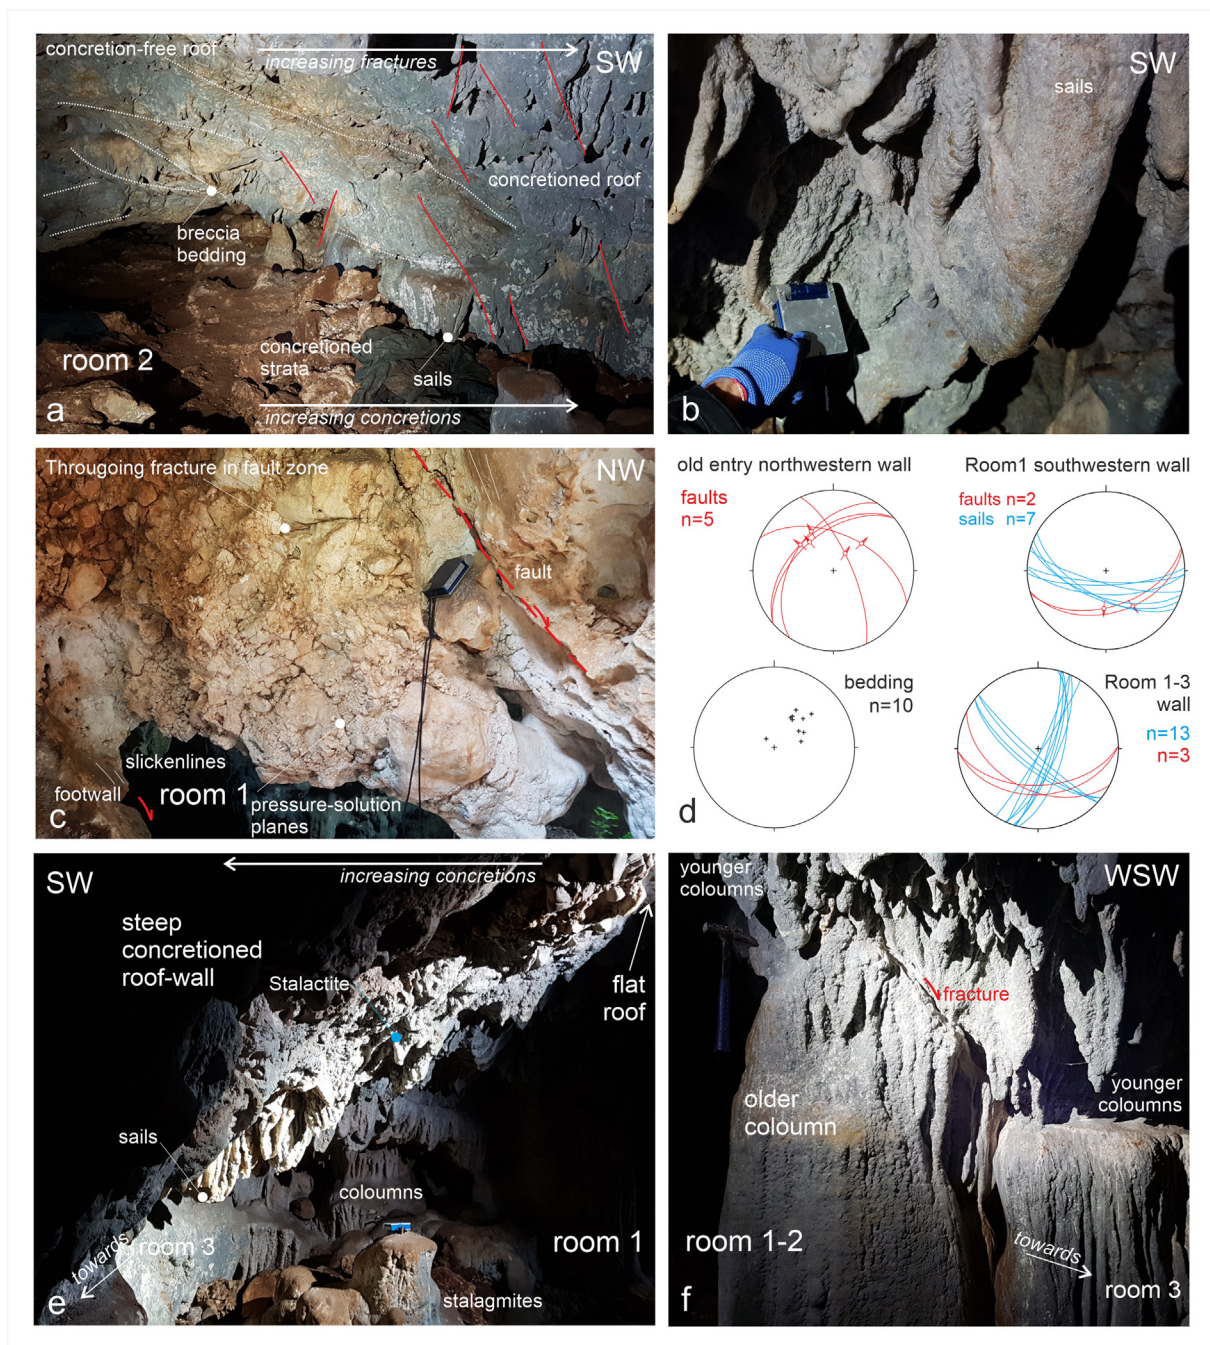 concretion-free roof
increasing fractures
SW
concretioned roof
breccia
bedding
room 2
concretioned
strata
sails
increasing concretions
a
SW
sails
b
Througoing fracture in fault zone
NW
fault
slickenlines
footwall
room 1
pressure-solution
planes
c
old entry northwestern wall
faults
n=5
Room1 southwestern wall
faults n=2
sails n=7
bedding
n=10
Room 1-3
wall
n=13
n=3
d
SW
increasing concretions
steep
concretioned
roof-wall
Stalactite
flat
roof
sails
coloumns
room 3
room 1
towards
stalagmites
e
younger
coloumns
WSW
fracture
older
coloumn
younger
coloumns
room 1-2
towards
room 3
f